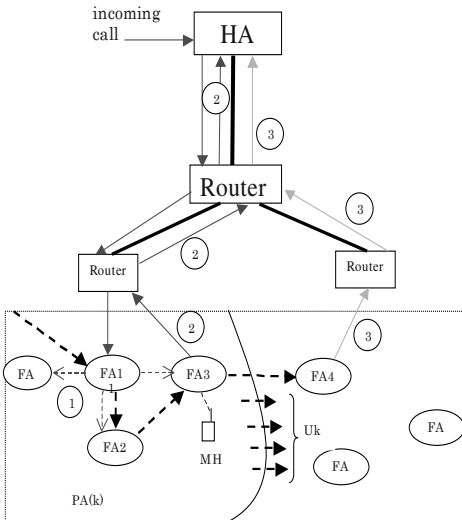 incoming
call
HA
2
3
Router
3
2
Router
Router
2
3
FA
FA1
1
FA3
FA4
1
FA2
MH
Uk
FA
FA
PA(k)